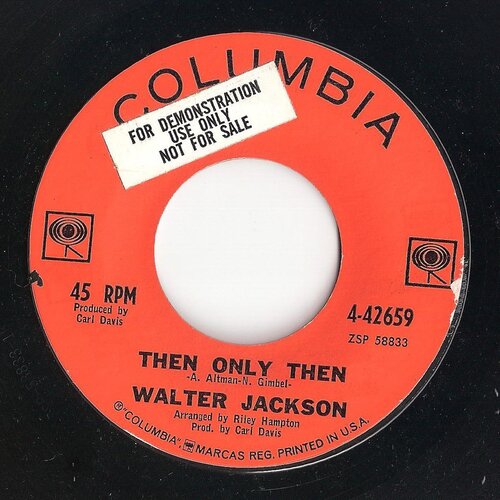 COLUMBIA
FOR DEMONSTRATION
USE ONLY
NOT FOR SALE
45 RPM
Produced by
Carl Davis
4-42659
ZSP 58833
THEN ONLY THEN
-A. Altman-N. Gimbel-
WALTER JACKSON
Arranged by Riley Hampton
Prod. by Carl Davis
®"COLUMBIA", MARCAS REG. PRINTED IN U.S.A.